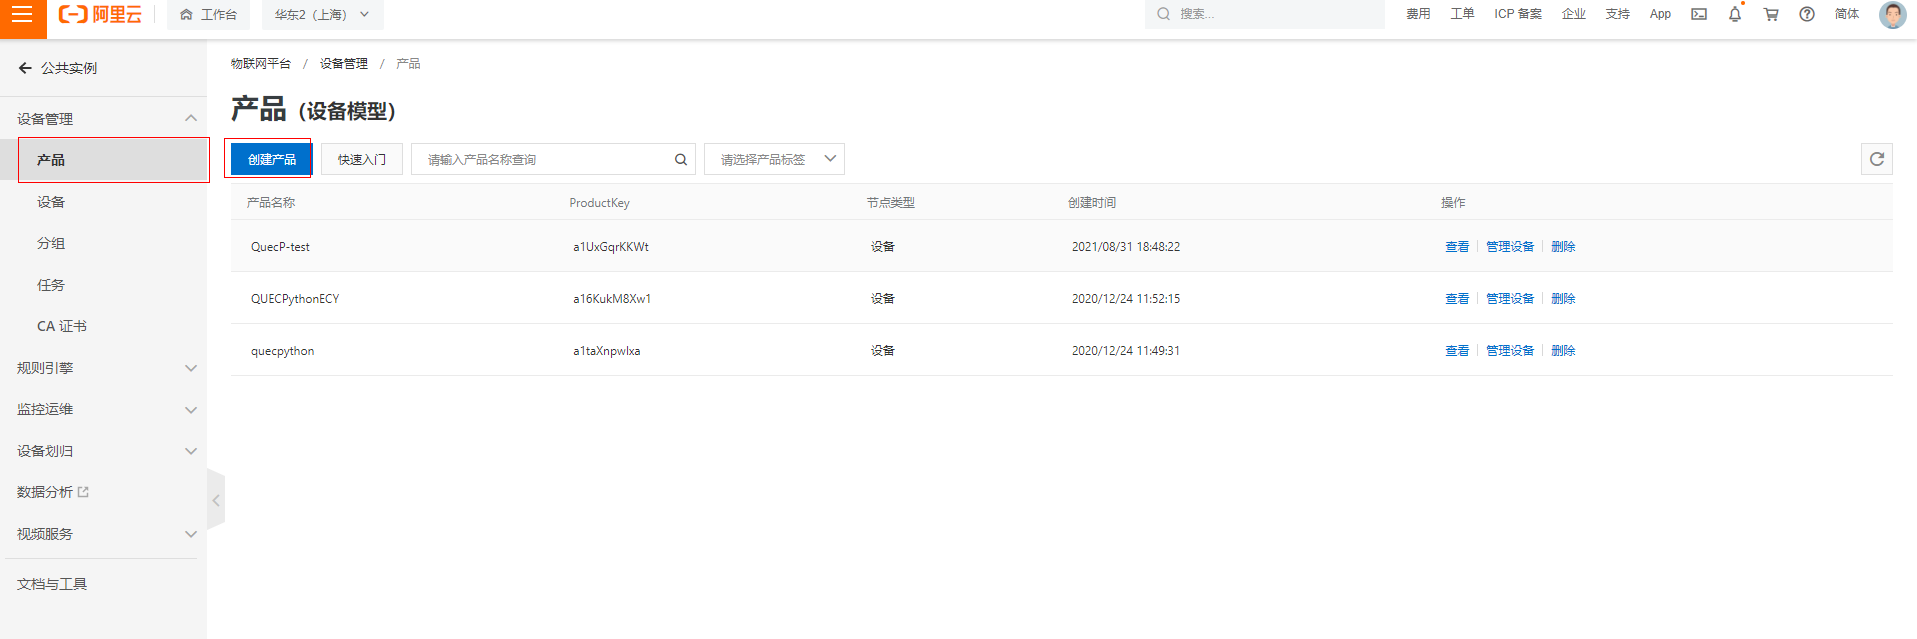 阿里云 工作台 华东2（上海） 搜索... 费用 工单 ICP 备案 企业 支持 App 简体
公共实例
物联网平台 / 设备管理 / 产品
产品（设备模型）
设备管理
产品
设备
分组
任务
CA 证书
规则引擎
监控运维
设备划归
数据分析
视频服务
文档与工具
创建产品 快速入门 请输入产品名称查询 请选择产品标签
产品名称 ProductKey 节点类型 创建时间 操作
QuecP-test a1UxGqrKKWt 设备 2021/08/31 18:48:22 查看 管理设备 删除
QUECPythonECY a16KukM8Xw1 设备 2020/12/24 11:52:15 查看 管理设备 删除
quecpython a1taXnpwIxa 设备 2020/12/24 11:49:31 查看 管理设备 删除